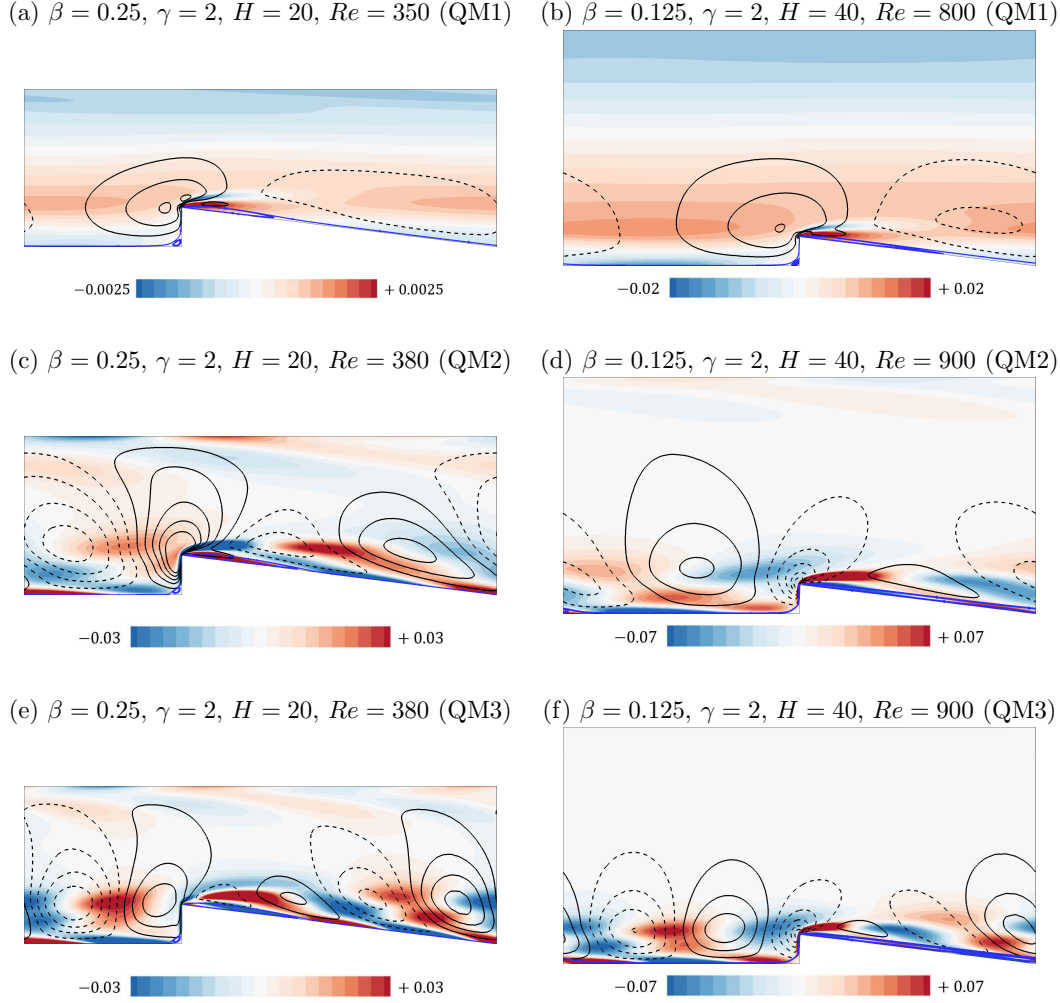 (a) β = 0.25, γ = 2, H = 20, Re = 350 (QM1)
(b) β = 0.125, γ = 2, H = 40, Re = 800 (QM1)
−0.0025 + 0.0025
−0.02 + 0.02
(c) β = 0.25, γ = 2, H = 20, Re = 380 (QM2)
(d) β = 0.125, γ = 2, H = 40, Re = 900 (QM2)
−0.03 + 0.03
−0.07 + 0.07
(e) β = 0.25, γ = 2, H = 20, Re = 380 (QM3)
(f) β = 0.125, γ = 2, H = 40, Re = 900 (QM3)
−0.03 + 0.03
−0.07 + 0.07